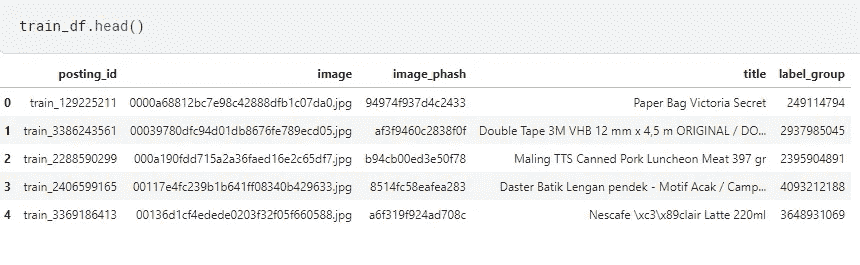 train_df.head()
posting_id image image_phash title label_group
0 train_129225211 0000a68812bc7e98c42888dfb1c07da0.jpg 94974f937d4c2433 Paper Bag Victoria Secret 249114794
1 train_3386243561 00039780dfc94d01db8676fe789ecd05.jpg af3f9460c2838f0f Double Tape 3M VHB 12 mm x 4,5 m ORIGINAL / DO... 2937985045
2 train_2288590299 000a190fdd715a2a36faed16e2c65df7.jpg b94cb00ed3e50f78 Maling TTS Canned Pork Luncheon Meat 397 gr 2395904891
3 train_2406599165 00117e4fc239b1b641ff08340b429633.jpg 8514fc58eafea283 Daster Batik Lengan pendek - Motif Acak / Camp... 4093212188
4 train_3369186413 00136d1cf4edede0203f32f05f660588.jpg a6f319f924ad708c Nescafe \xc3\x89clair Latte 220ml 3648931069